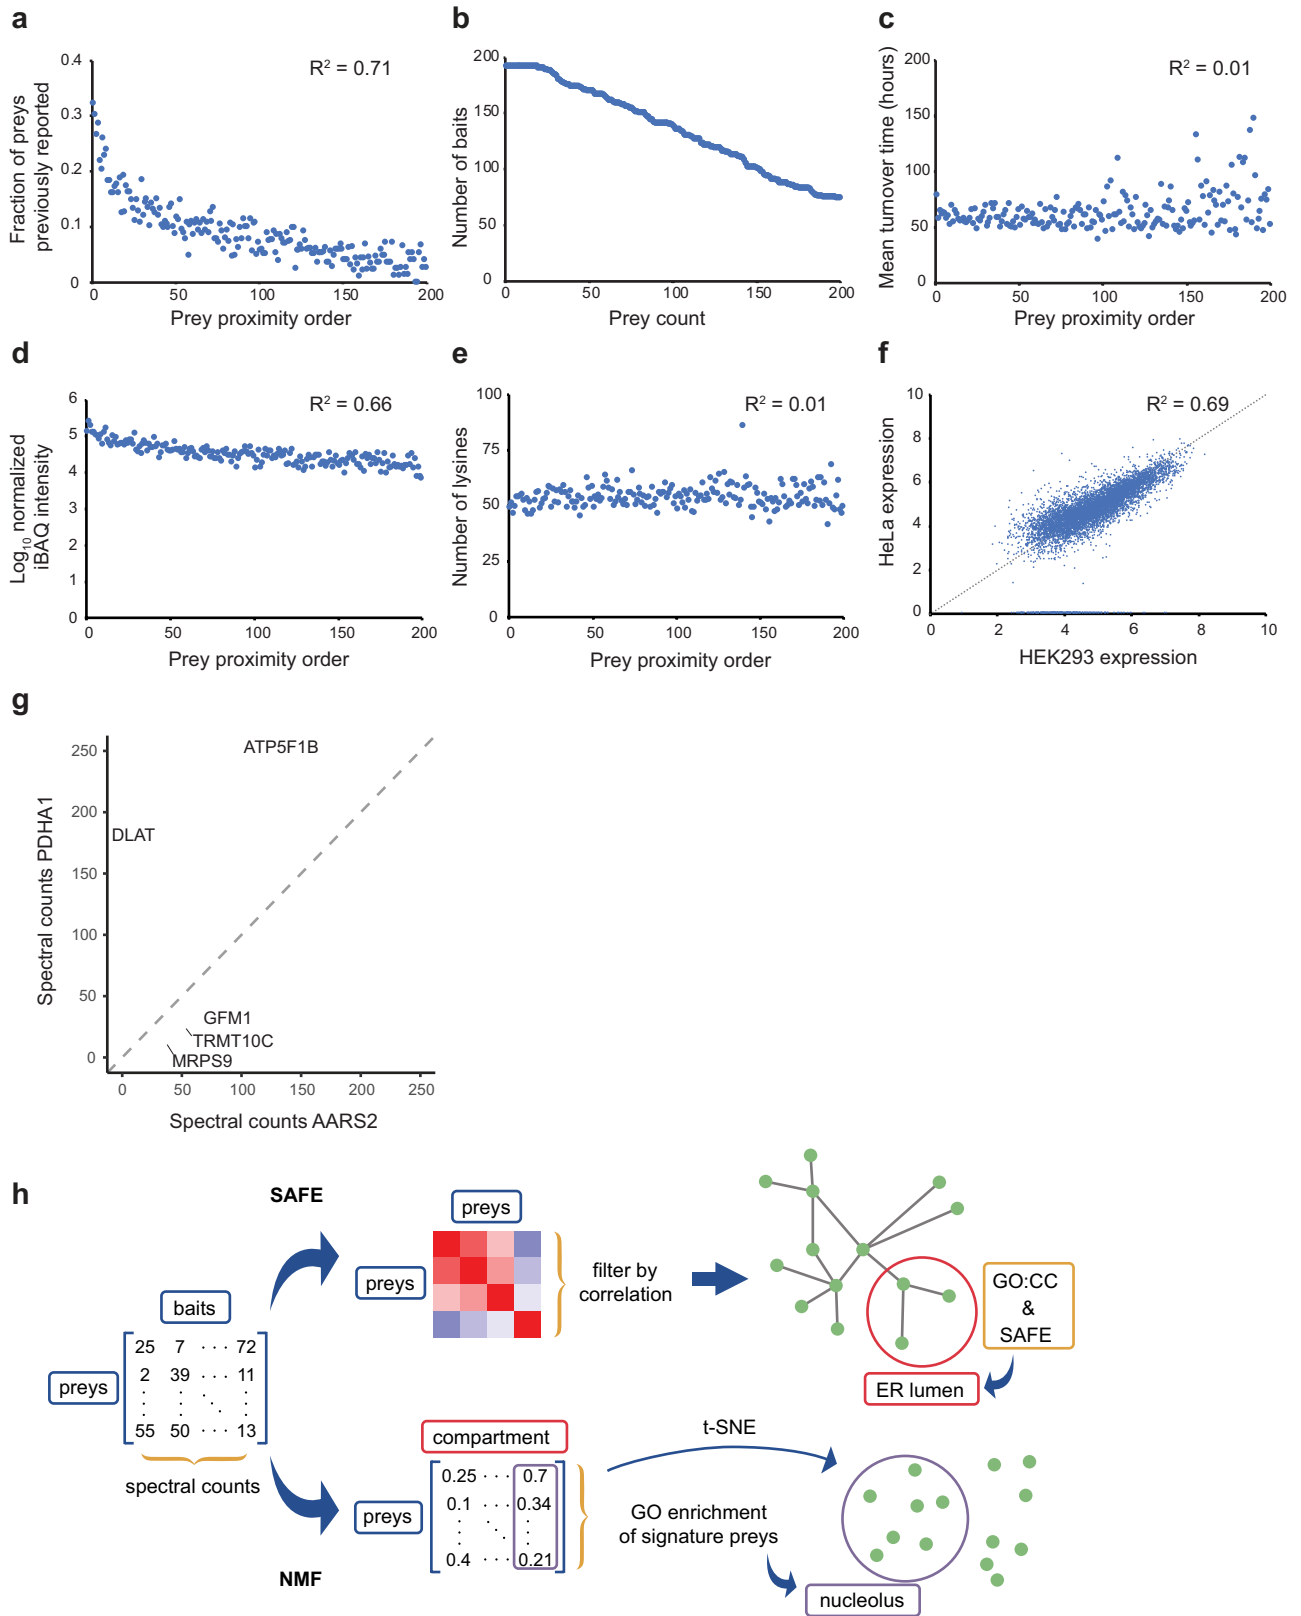 a
R² = 0.71
Fraction of preys
previously reported
0.4
0.3
0.2
0.1
0
0 50 100 150 200
Prey proximity order
b
Number of baits
200
150
100
50
0
0 50 100 150 200
Prey count
c
R² = 0.01
Mean turnover time (hours)
200
150
100
50
0
0 50 100 150 200
Prey proximity order
d
R² = 0.66
Log₁₀ normalized
iBAQ intensity
6
5
4
3
2
1
0
0 50 100 150 200
Prey proximity order
e
R² = 0.01
Number of lysines
100
75
50
25
0
0 50 100 150 200
Prey proximity order
f
R² = 0.69
HeLa expression
10
8
6
4
2
0
0 2 4 6 8 10
HEK293 expression
g
Spectral counts PDHA1
250
200
150
100
50
0
ATP5F1B
DLAT
GFM1
TRMT10C
MRPS9
0 50 100 150 200 250
Spectral counts AARS2
h
SAFE
baits
preys
25 7 · · · 72
2 39 · · · 11
55 50 · · · 13
spectral counts
preys
preys
filter by
correlation
GO:CC
&
SAFE
ER lumen
NMF
compartment
preys
0.25 · · · 0.7
0.1 · · · 0.34
0.4 · · · 0.21
t-SNE
GO enrichment
of signature preys
nucleolus